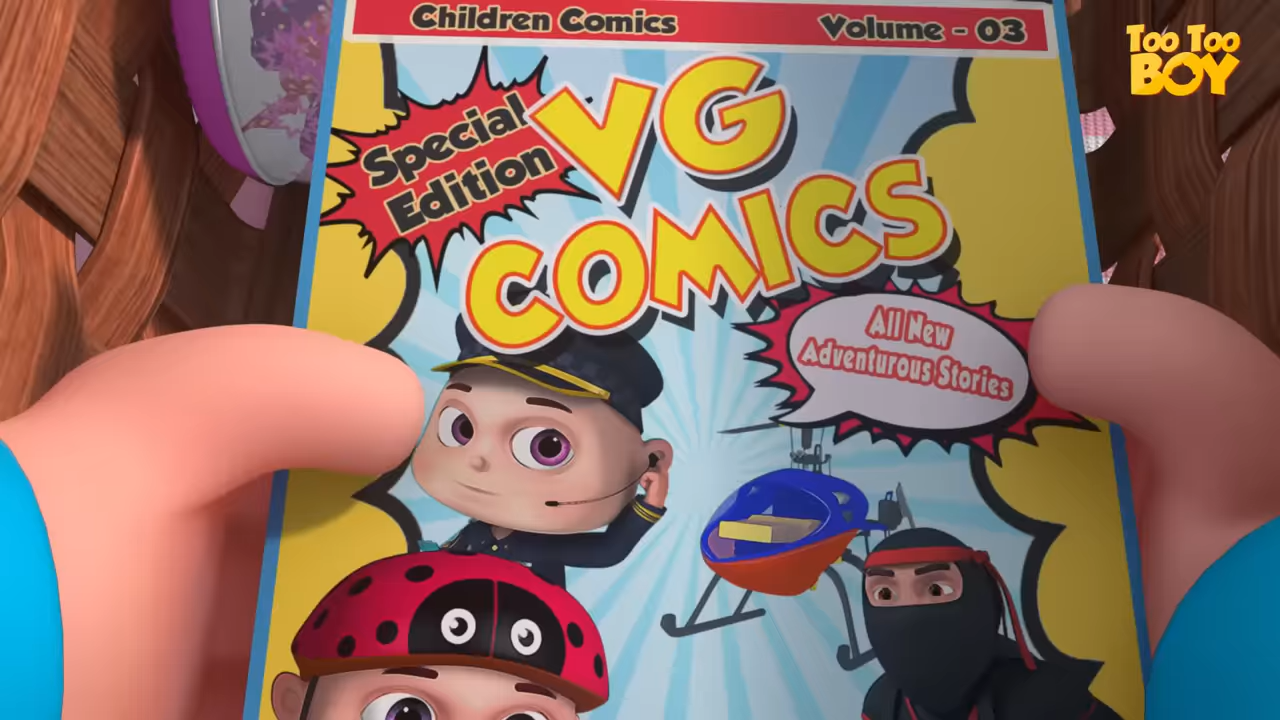 Children Comics
Volume - 03
Too Too
BOY
Special
Edition
VG
COMICS
All New
Adventurous Stories